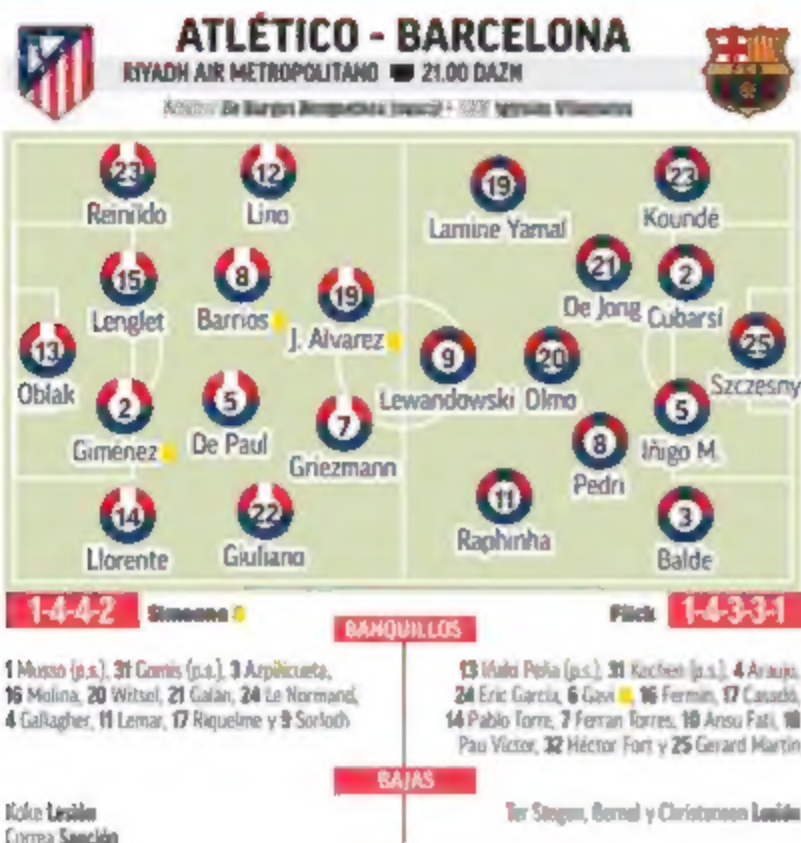 ATLÉTICO - BARCELONA
RIYADH AIR METROPOLITANO 21.00 DAZN
De Burgos Bengoetxea
23 Reinildo
12 Lino
15 Lenglet
8 Barrios
19 J. Alvarez
13 Oblak
2 Giménez
5 De Paul
7 Griezmann
14 Llorente
22 Giuliano
19 Lamine Yamal
23 Koundé
21 De Jong
2 Cubarsí
9 Lewandowski
20 Olmo
25 Szczesny
8 Pedri
5 Iñigo M.
11 Raphinha
3 Balde
1-4-4-2 Simeone
Flick 1-4-3-3-1
BANQUILLOS
1 Musso (p.s.), 31 Gomis (p.s.), 3 Azpilicueta,
16 Molina, 20 Witsel, 21 Galán, 24 Le Normand,
4 Gallagher, 11 Lemar, 17 Riquelme y 9 Sorloth
13 Iñaki Peña (p.s.), 31 Kochen (p.s.), 4 Araujo,
24 Eric García, 6 Gavi, 16 Fermín, 17 Casadó,
14 Pablo Torre, 7 Ferran Torres, 10 Ansu Fati, 18
Pau Víctor, 32 Héctor Fort y 25 Gerard Martín
BAJAS
Koke Lesión
Correa Sanción
Ter Stegen, Bernal y Christensen Lesión